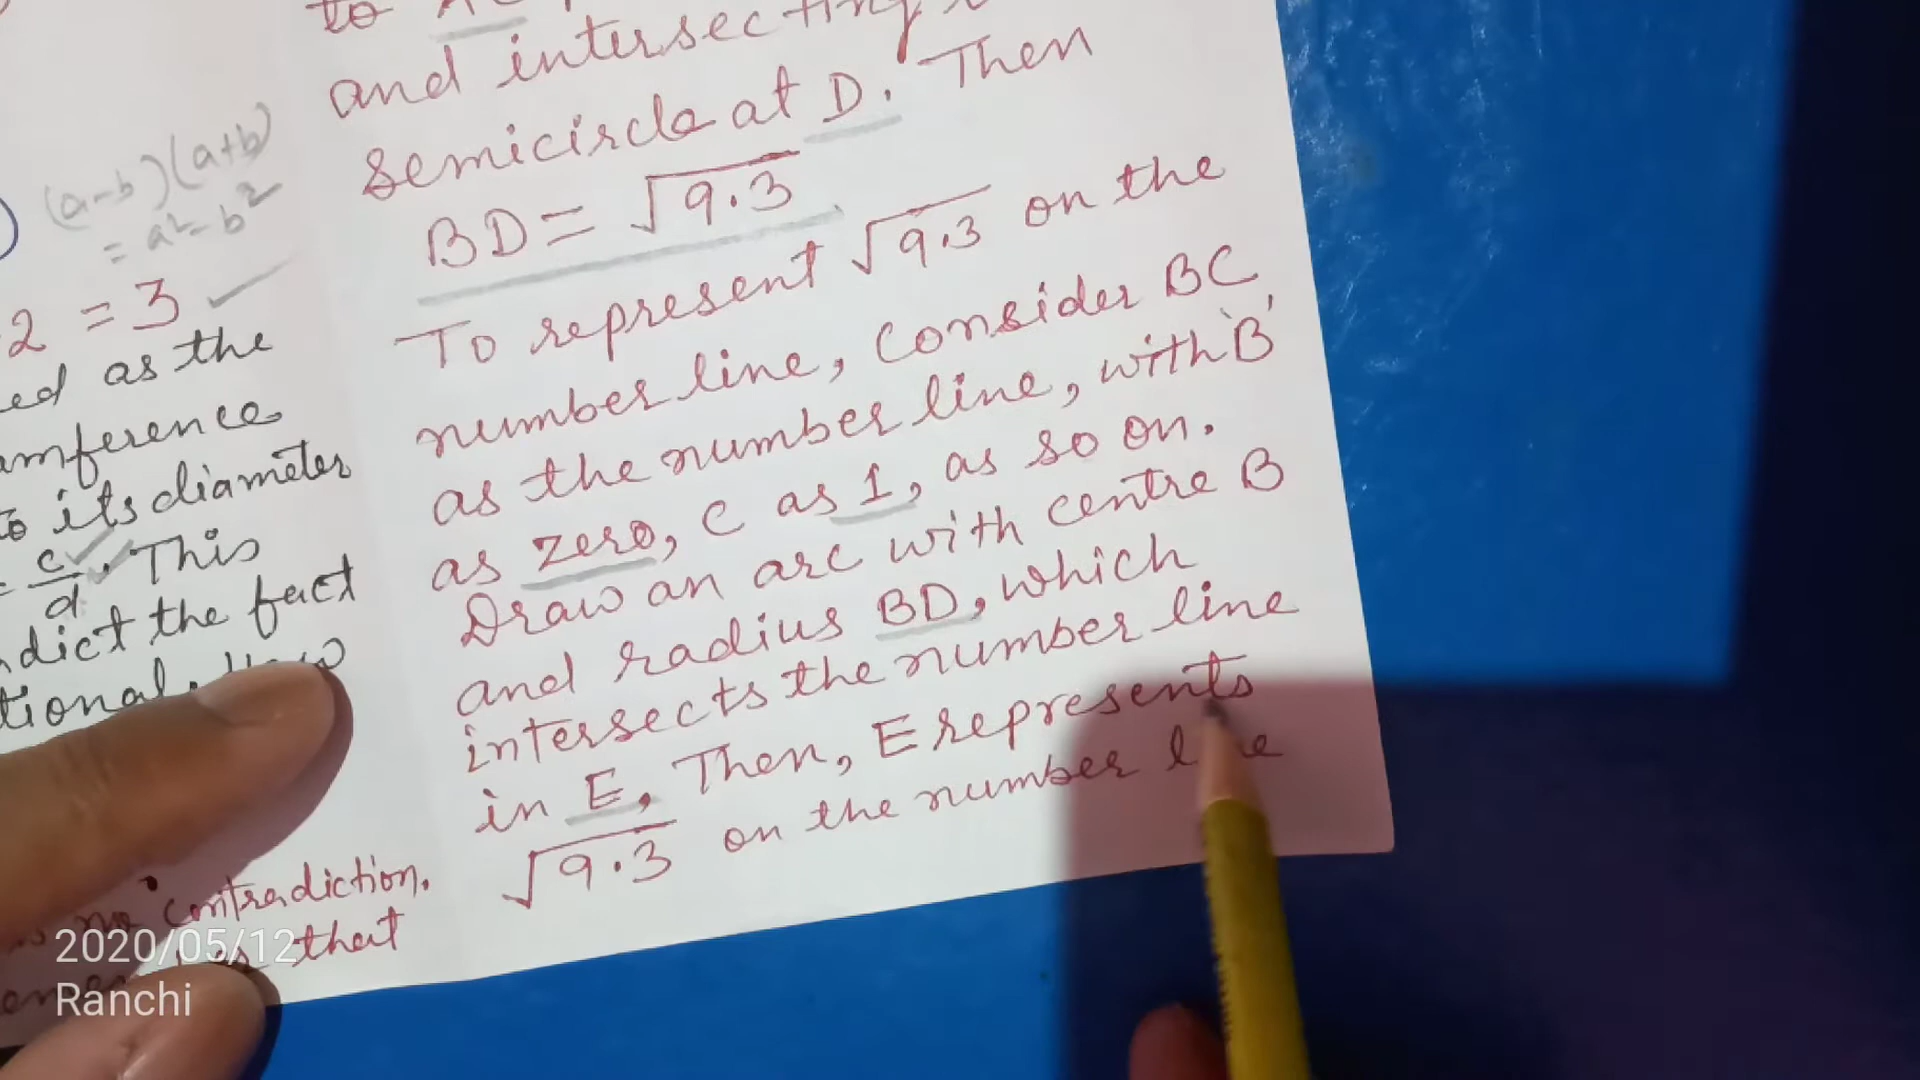 (a-b)(a+b)
= a²-b²
2 = 3
ed as the
its diameter
c/d. This
dict the fact
contradiction.
that
to
and intersecting
semicircle at D. Then
BD = √9.3
To represent √9.3 on the
number line, Consider BC
as the number line, with 'B'
as zero, C as 1, as so on.
Draw an arc with centre B
and radius BD, which
intersects the number line
in E. Then, E represents
√9.3 on the number line
2020/05/12
Ranchi